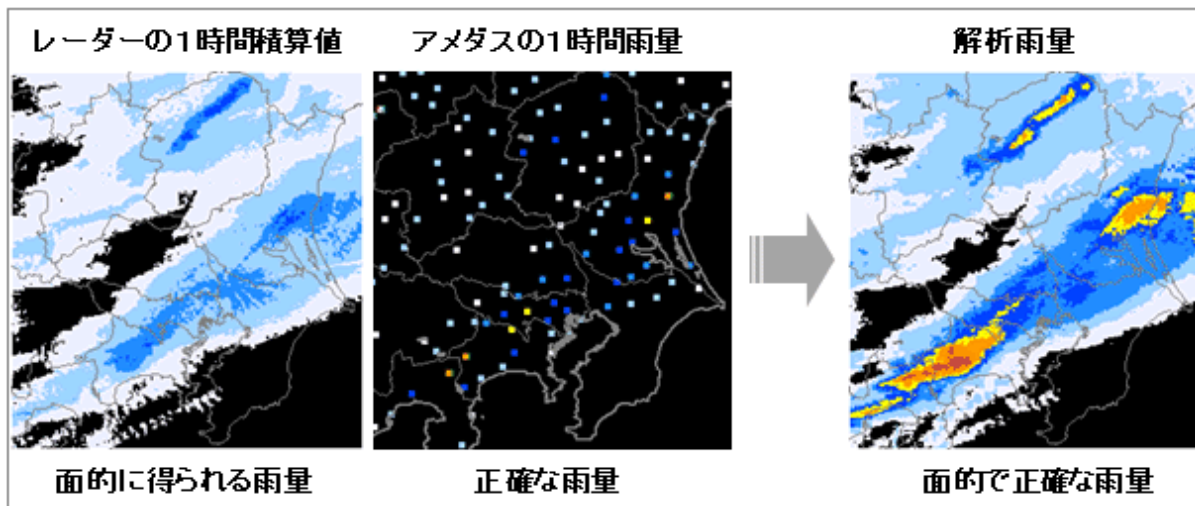 レーダーの１時間積算値
アメダスの１時間雨量
解析雨量
面的に得られる雨量
正確な雨量
面的で正確な雨量